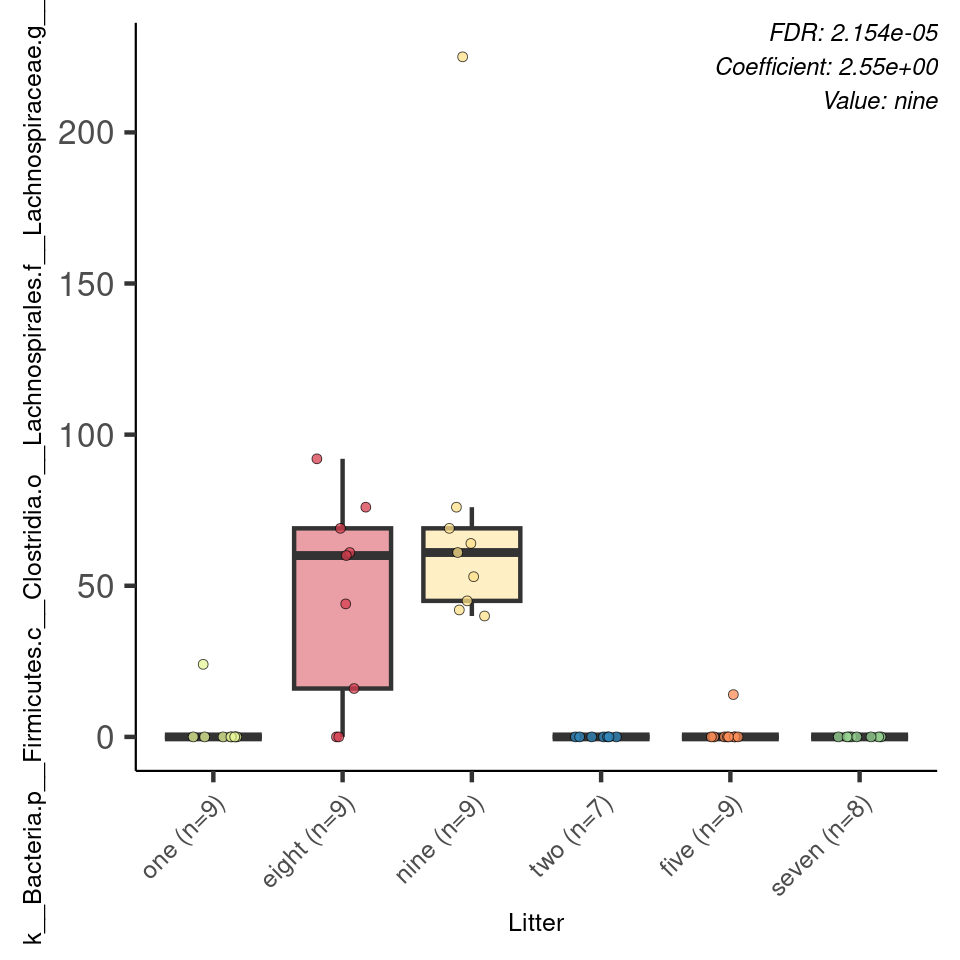 FDR: 2.154e-05
Coefficient: 2.55e+00
Value: nine
k__Bacteria.p__Firmicutes.c__Clostridia.o__Lachnospirales.f__Lachnospiraceae.g__
200
150
100
50
0
one (n=9)
eight (n=9)
nine (n=9)
two (n=7)
five (n=9)
seven (n=8)
Litter